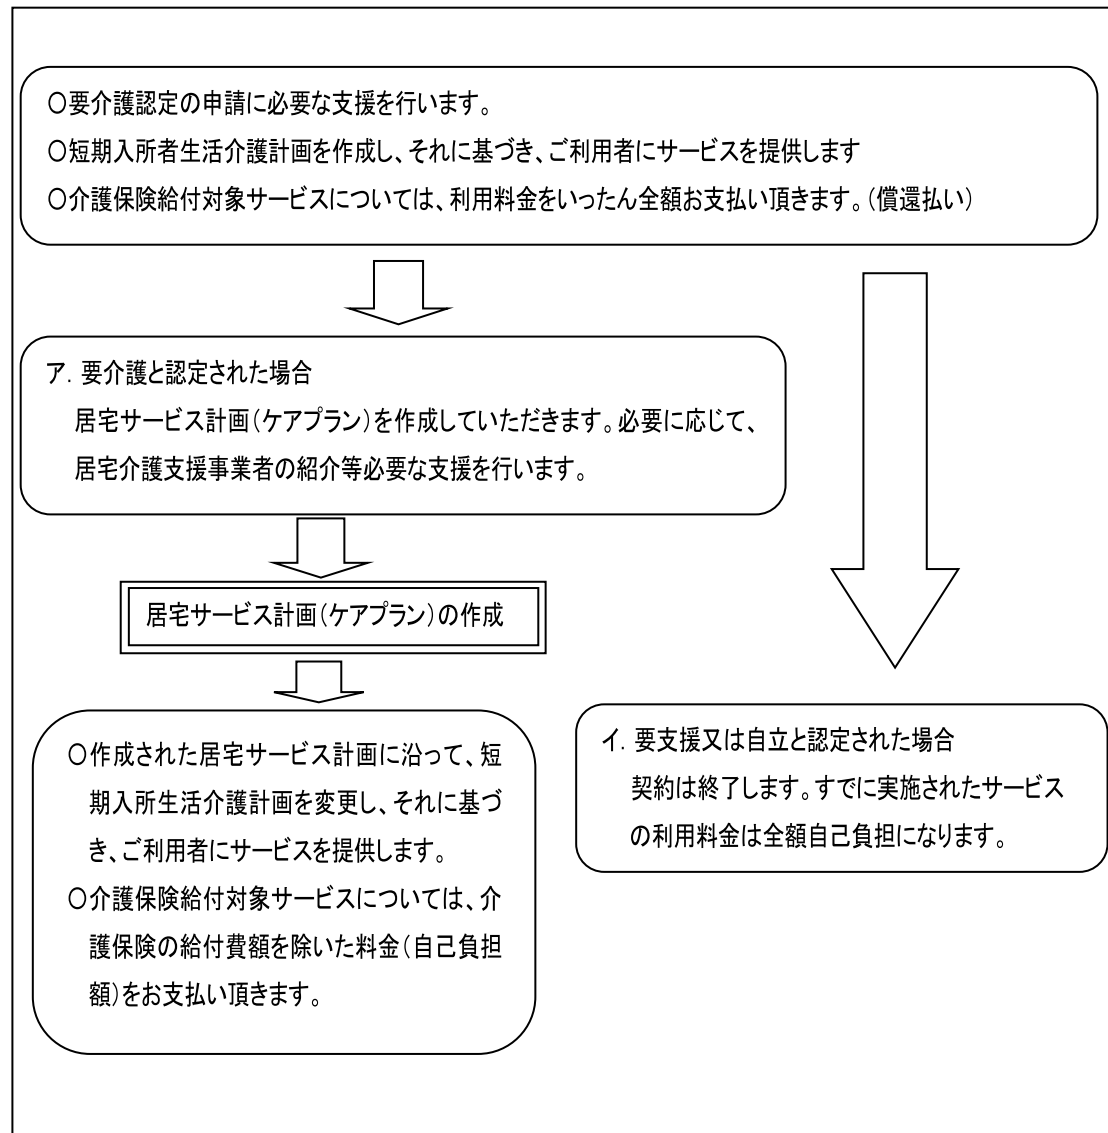 〇要介護認定の申請に必要な支援を行います。
〇短期入所者生活介護計画を作成し、それに基づき、ご利用者にサービスを提供します
〇介護保険給付対象サービスについては、利用料金をいったん全額お支払い頂きます。(償還払い)
ア. 要介護と認定された場合
居宅サービス計画(ケアプラン)を作成していただきます。必要に応じて、
居宅介護支援事業者の紹介等必要な支援を行います。
居宅サービス計画(ケアプラン)の作成
〇作成された居宅サービス計画に沿って、短
期入所生活介護計画を変更し、それに基づ
き、ご利用者にサービスを提供します。
〇介護保険給付対象サービスについては、介
護保険の給付費額を除いた料金(自己負担
額)をお支払い頂きます。
イ. 要支援又は自立と認定された場合
契約は終了します。すでに実施されたサービス
の利用料金は全額自己負担になります。